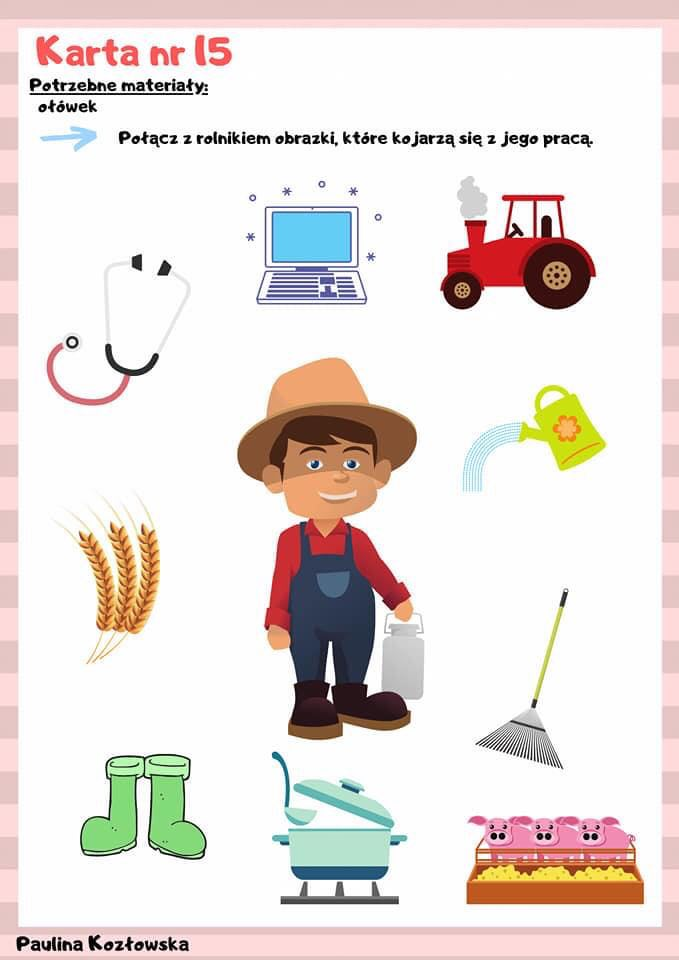 Karta nr 15
Potrzebne materiały:
ołówek
Połącz z rolnikiem obrazki, które kojarzą się z jego pracą.
Paulina Kozłowska